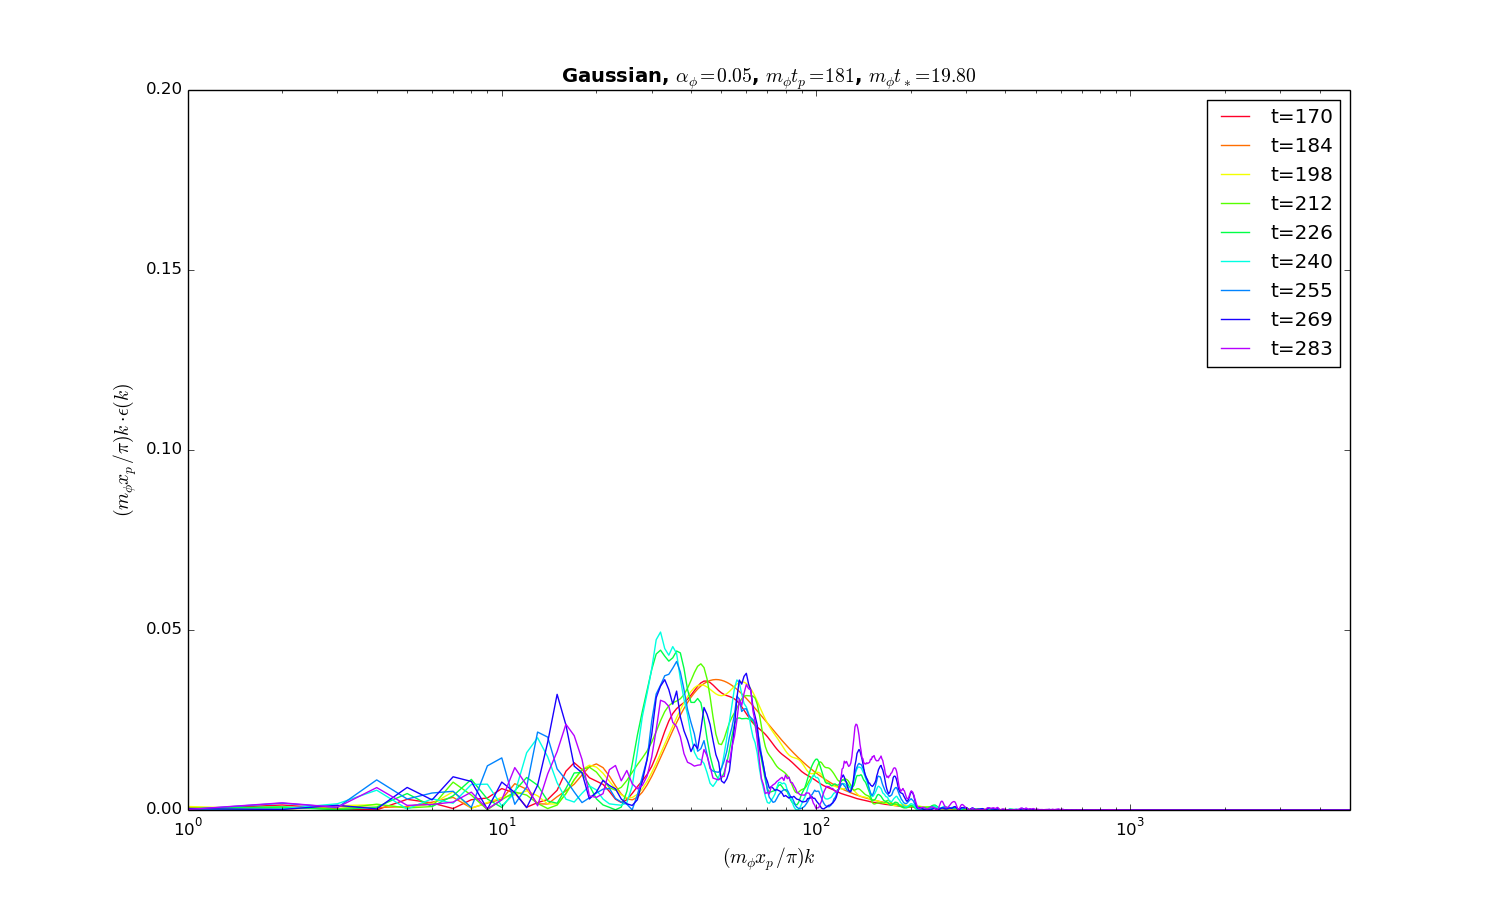 Gaussian, α_ϕ=0.05, m_ϕt_p=181, m_ϕt_*=19.80
0.20
t=170
t=184
t=198
t=212
t=226
t=240
t=255
t=269
t=283
0.15
0.10
0.05
0.00
(m_ϕx_p/π)k·ϵ(k)
10^0
10^1
10^2
10^3
(m_ϕx_p/π)k